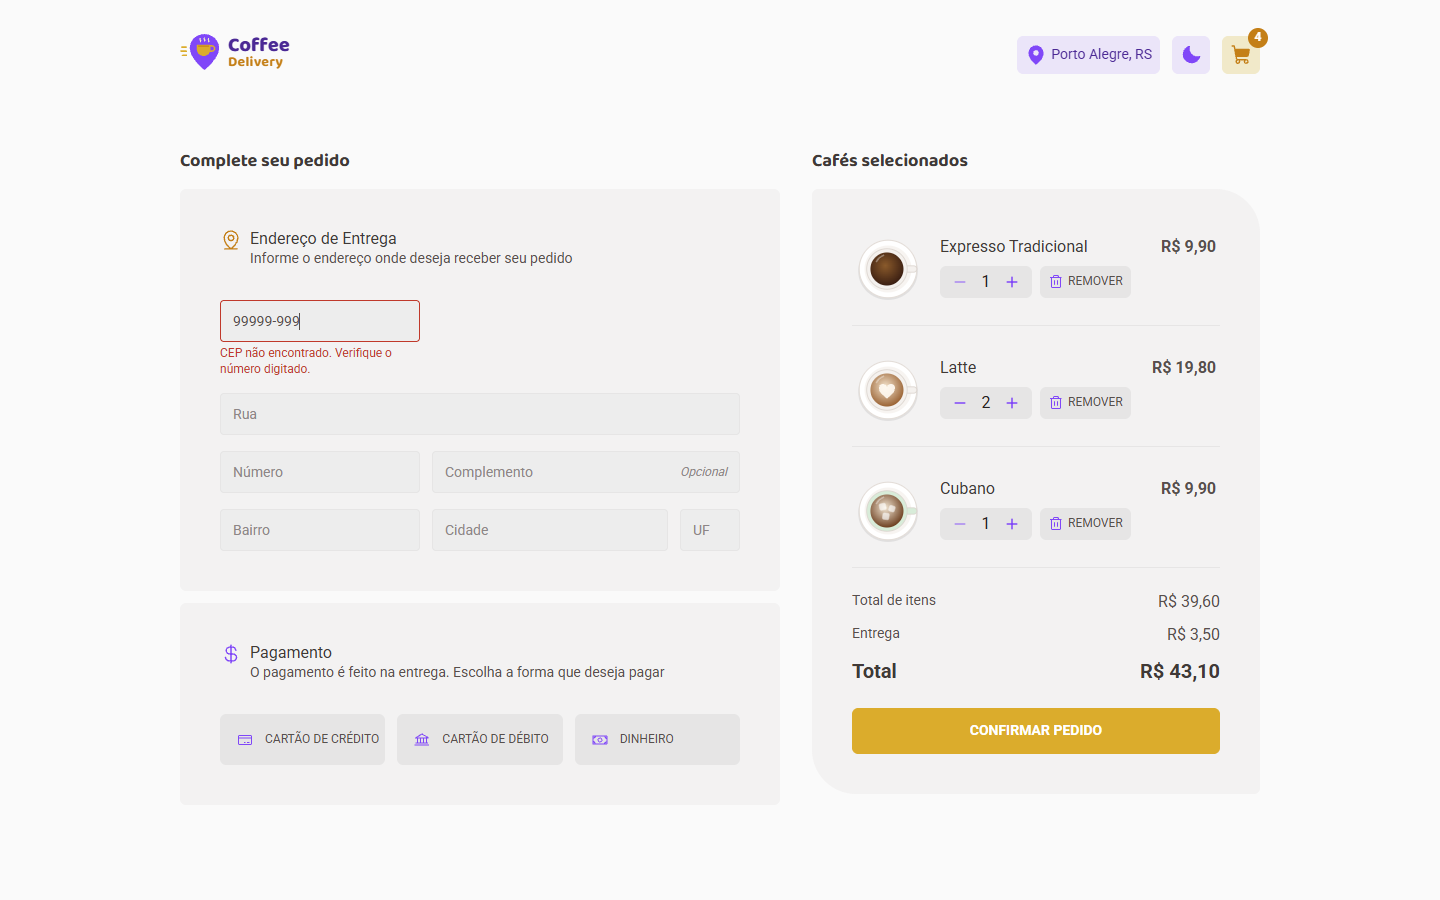 Coffee
Delivery
Porto Alegre, RS
4
Complete seu pedido
Endereço de Entrega
Informe o endereço onde deseja receber seu pedido
99999-999
CEP não encontrado. Verifique o
número digitado.
Rua
Número
Complemento
Opcional
Bairro
Cidade
UF
Pagamento
O pagamento é feito na entrega. Escolha a forma que deseja pagar
CARTÃO DE CRÉDITO
CARTÃO DE DÉBITO
DINHEIRO
Cafés selecionados
Expresso Tradicional
R$ 9,90
1
REMOVER
Latte
R$ 19,80
2
REMOVER
Cubano
R$ 9,90
1
REMOVER
Total de itens
R$ 39,60
Entrega
R$ 3,50
Total
R$ 43,10
CONFIRMAR PEDIDO